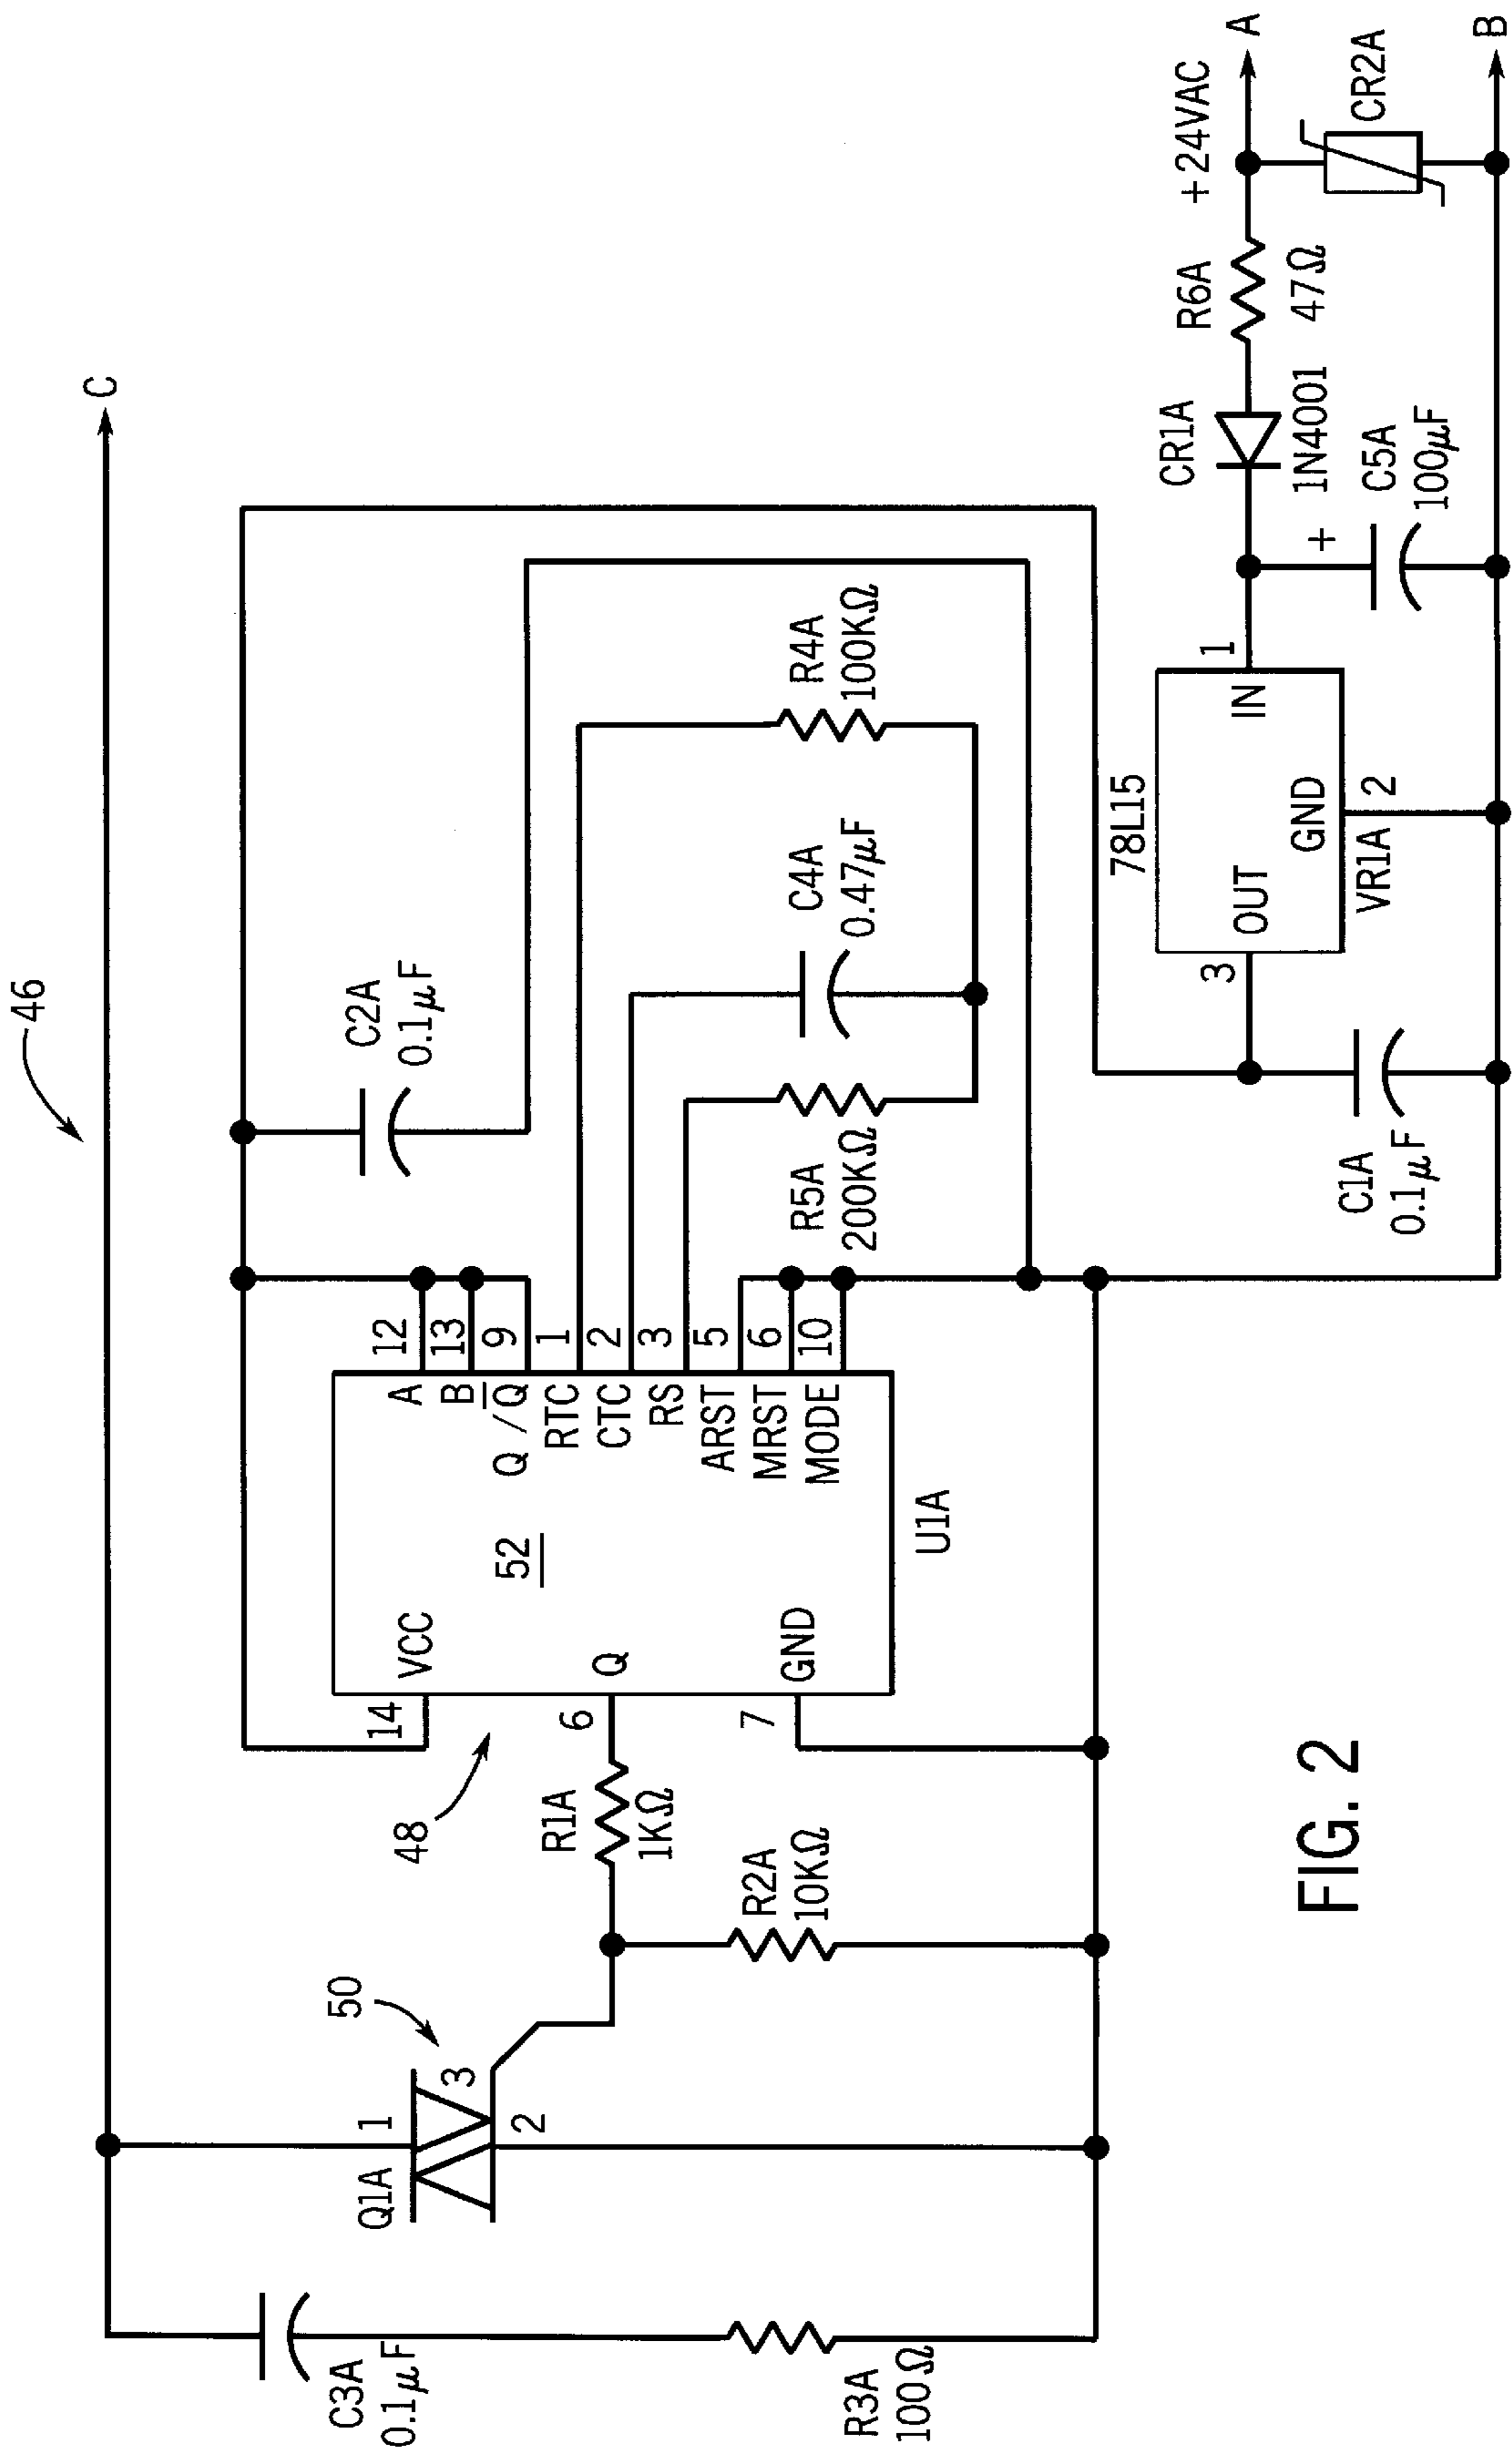 46
C
C3A
0.1µF
Q1A
1
3
2
50
R3A
100Ω
R2A
10KΩ
R1A
1KΩ
48
14
VCC
6
Q
7
GND
52
U1A
A
12
B
13
Q / Q̅
9
RTC
1
CTC
2
RS
3
ARST
5
MRST
6
MODE
10
C2A
0.1µF
R5A
200KΩ
C4A
0.47µF
R4A
100KΩ
78L15
3
OUT
GND
IN
1
2
VR1A
C1A
0.1µF
CR1A
1N4001
+
C5A
100µF
R6A
47Ω
+24VAC
A
CR2A
B
FIG. 2